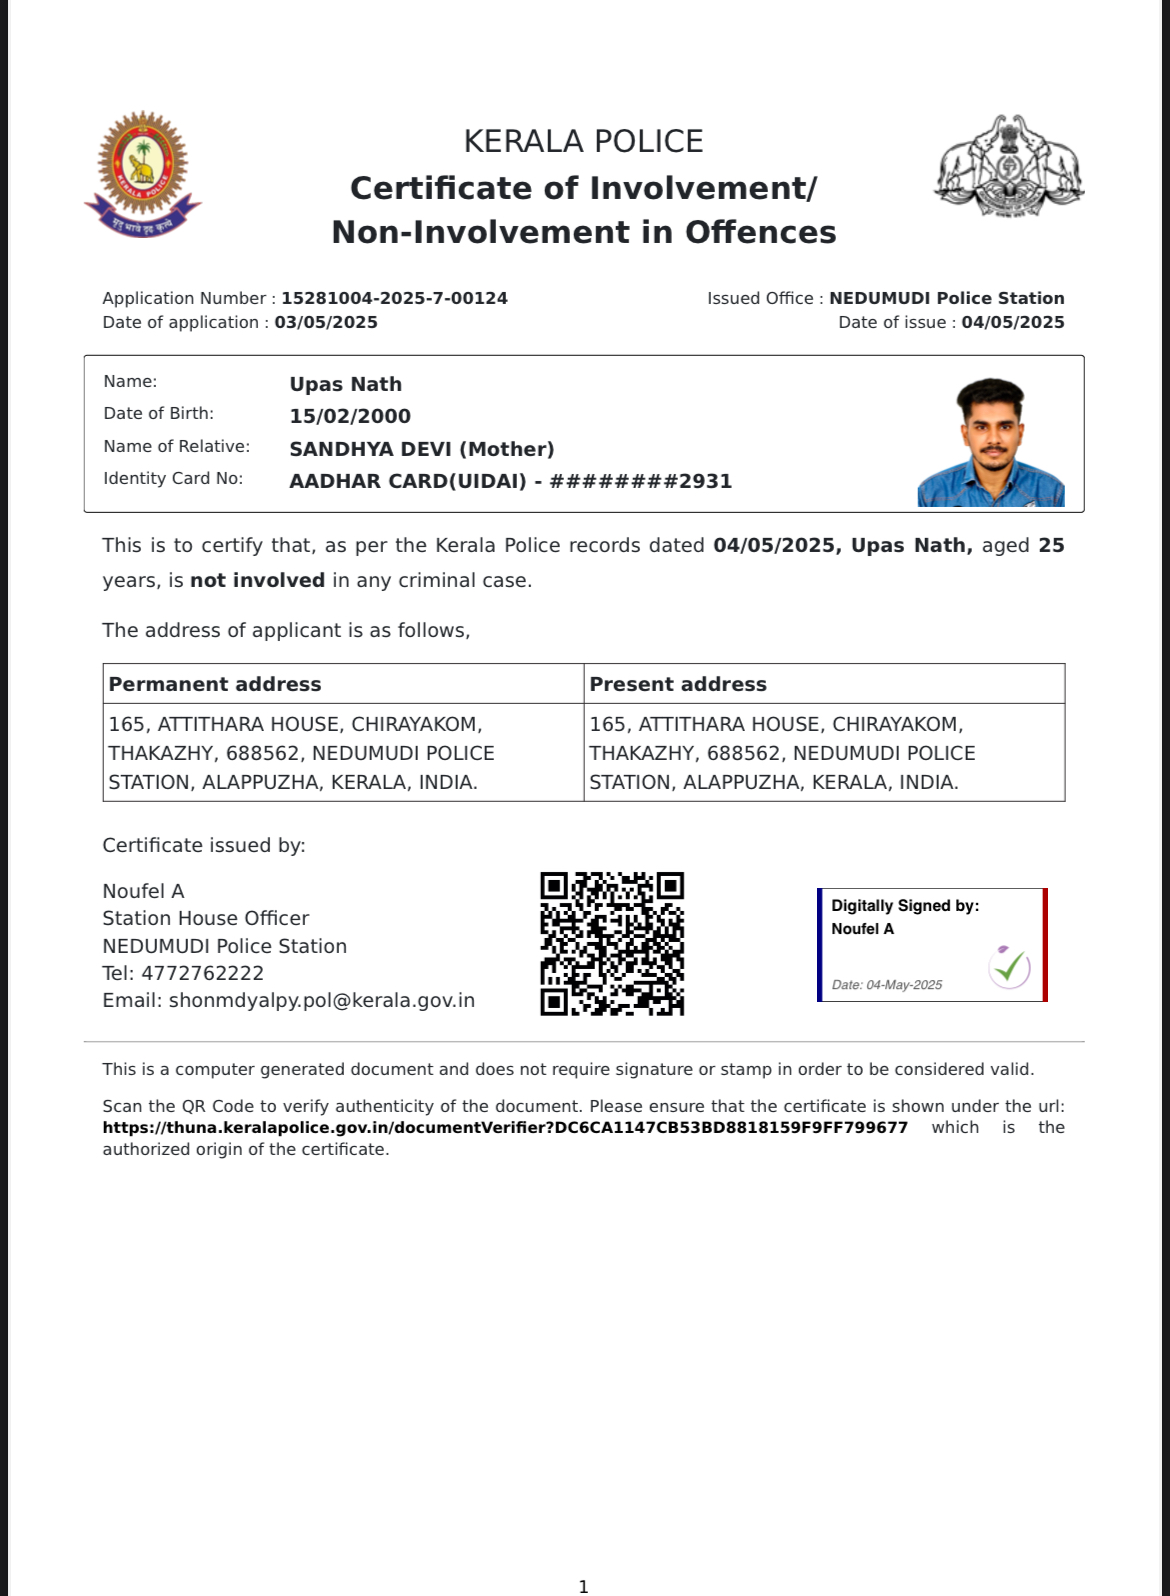 KERALA POLICE
Certificate of Involvement/
Non-Involvement in Offences
KERALA POLICE
मृदु भावे दृढ कृत्ये
Application Number : 15281004-2025-7-00124
Date of application : 03/05/2025
Issued Office : NEDUMUDI Police Station
Date of issue : 04/05/2025
Name: Upas Nath
Date of Birth: 15/02/2000
Name of Relative: SANDHYA DEVI (Mother)
Identity Card No: AADHAR CARD(UIDAI) - ########2931
This is to certify that, as per the Kerala Police records dated 04/05/2025, Upas Nath, aged 25
years, is not involved in any criminal case.
The address of applicant is as follows,
Permanent address
165, ATTITHARA HOUSE, CHIRAYAKOM,
THAKAZHY, 688562, NEDUMUDI POLICE
STATION, ALAPPUZHA, KERALA, INDIA.
Present address
165, ATTITHARA HOUSE, CHIRAYAKOM,
THAKAZHY, 688562, NEDUMUDI POLICE
STATION, ALAPPUZHA, KERALA, INDIA.
Certificate issued by:
Noufel A
Station House Officer
NEDUMUDI Police Station
Tel: 4772762222
Email: shonmdyalpy.pol@kerala.gov.in
Digitally Signed by:
Noufel A
Date: 04-May-2025
This is a computer generated document and does not require signature or stamp in order to be considered valid.
Scan the QR Code to verify authenticity of the document. Please ensure that the certificate is shown under the url:
https://thuna.keralapolice.gov.in/documentVerifier?DC6CA1147CB53BD8818159F9FF799677 which is the
authorized origin of the certificate.
1